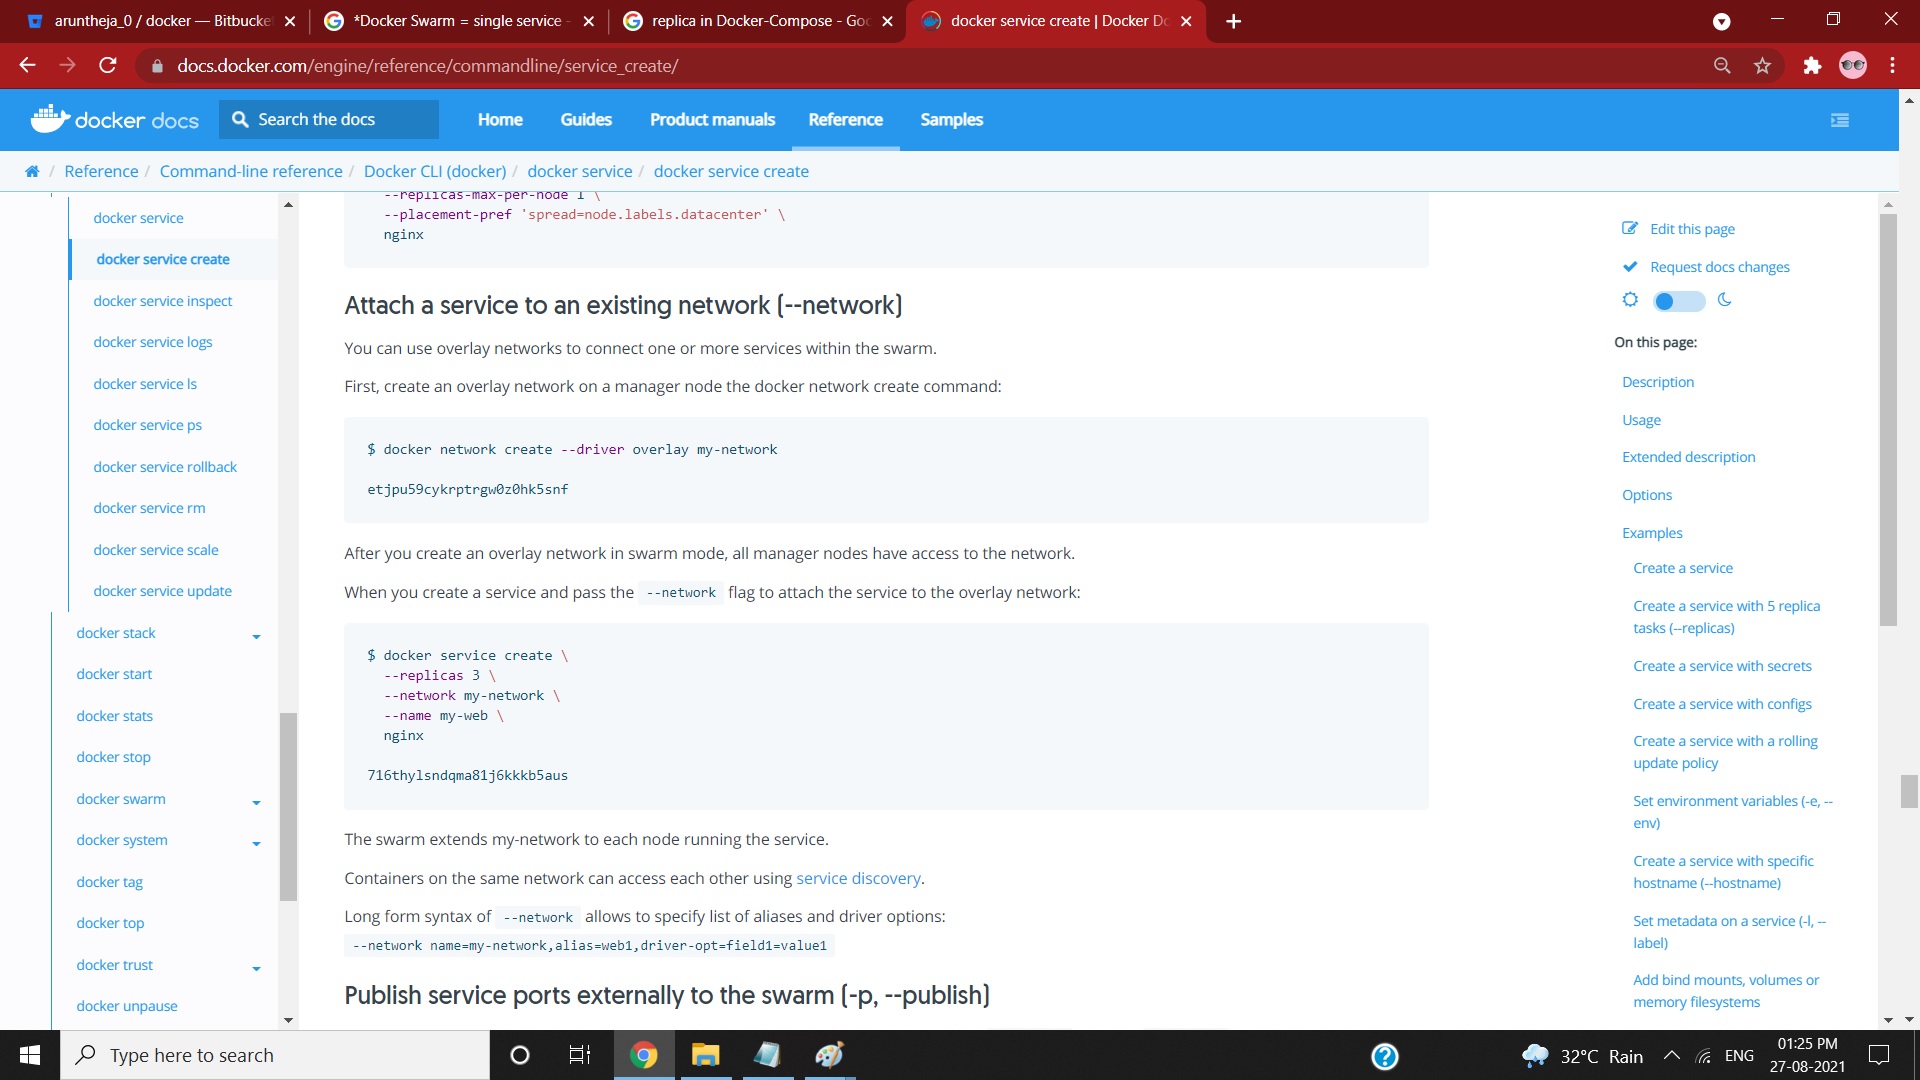 aruntheja_0 / docker — Bitbucke
*Docker Swarm = single service -
replica in Docker-Compose - Goo
docker service create | Docker Do
docs.docker.com/engine/reference/commandline/service_create/
docker docs
Search the docs
Home
Guides
Product manuals
Reference
Samples
/ Reference / Command-line reference / Docker CLI (docker) / docker service / docker service create
docker service
docker service create
docker service inspect
docker service logs
docker service ls
docker service ps
docker service rollback
docker service rm
docker service scale
docker service update
docker stack
docker start
docker stats
docker stop
docker swarm
docker system
docker tag
docker top
docker trust
docker unpause
--replicas-max-per-node 1 \
--placement-pref 'spread=node.labels.datacenter' \
nginx
Attach a service to an existing network (--network)
You can use overlay networks to connect one or more services within the swarm.
First, create an overlay network on a manager node the docker network create command:
$ docker network create --driver overlay my-network
etjpu59cykrptrgw0z0hk5snf
After you create an overlay network in swarm mode, all manager nodes have access to the network.
When you create a service and pass the --network flag to attach the service to the overlay network:
$ docker service create \
--replicas 3 \
--network my-network \
--name my-web \
nginx
716thylsndqma81j6kkkb5aus
The swarm extends my-network to each node running the service.
Containers on the same network can access each other using service discovery.
Long form syntax of --network allows to specify list of aliases and driver options:
--network name=my-network,alias=web1,driver-opt=field1=value1
Publish service ports externally to the swarm (-p, --publish)
Edit this page
Request docs changes
On this page:
Description
Usage
Extended description
Options
Examples
Create a service
Create a service with 5 replica
tasks (--replicas)
Create a service with secrets
Create a service with configs
Create a service with a rolling
update policy
Set environment variables (-e, --
env)
Create a service with specific
hostname (--hostname)
Set metadata on a service (-l, --
label)
Add bind mounts, volumes or
memory filesystems
Type here to search
32°C Rain
ENG
01:25 PM
27-08-2021